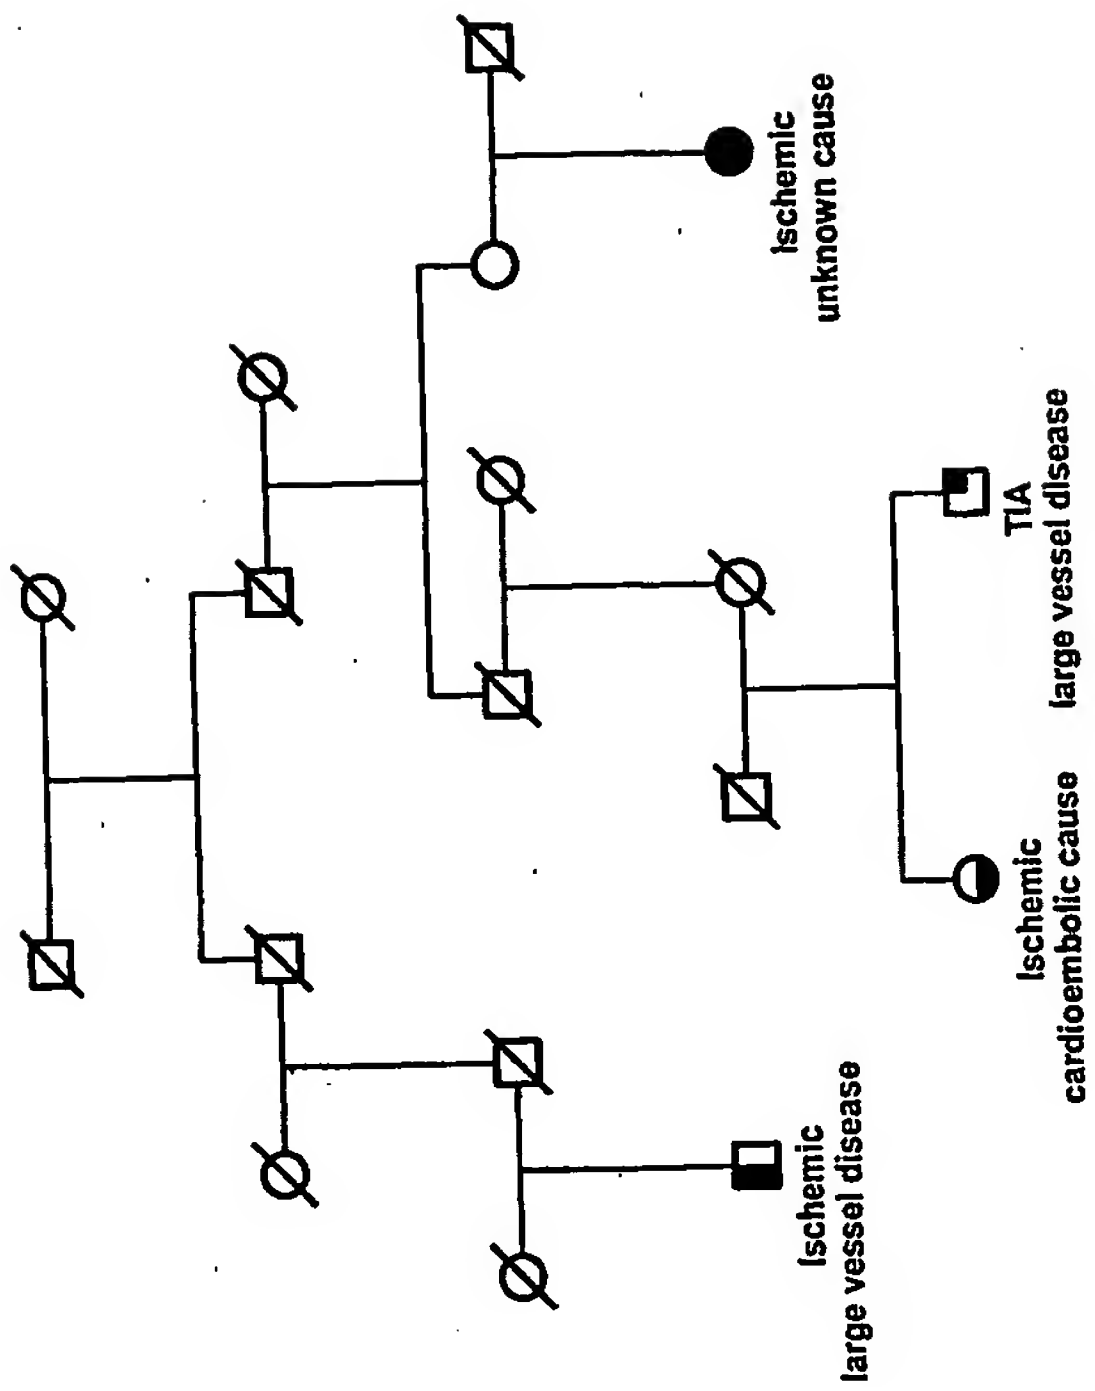 Ischemic
large vessel disease
Ischemic
cardioembolic cause
TIA
large vessel disease
Ischemic
unknown cause